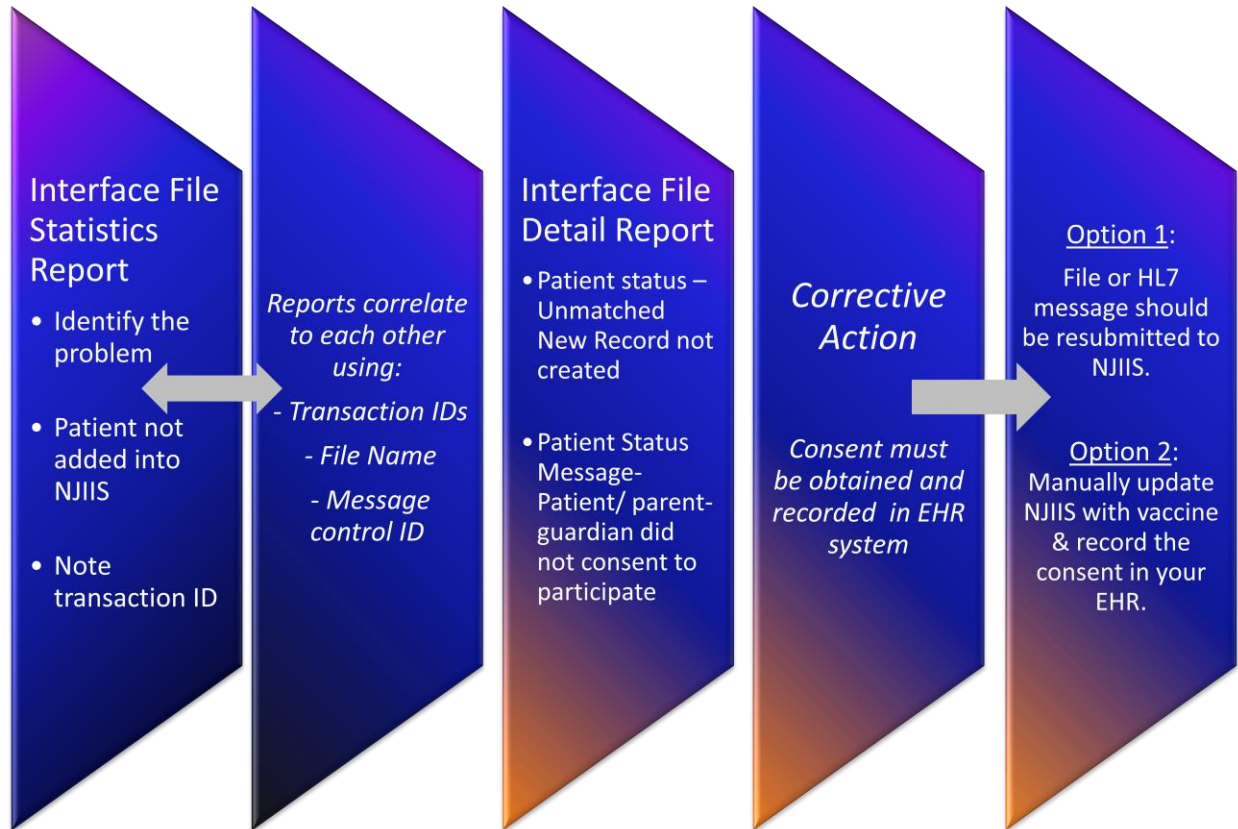 Interface File
Statistics
Report
• Identify the
problem
• Patient not
added into
NJIIS
• Note
transaction ID
Reports correlate
to each other
using:
- Transaction IDs
- File Name
- Message
control ID
Interface File
Detail Report
• Patient status –
Unmatched
New Record not
created
• Patient Status
Message-
Patient/ parent-
guardian did
not consent to
participate
Corrective
Action
Consent must
be obtained and
recorded in EHR
system
Option 1:
File or HL7
message should
be resubmitted to
NJIIS.
Option 2:
Manually update
NJIIS with vaccine
& record the
consent in your
EHR.